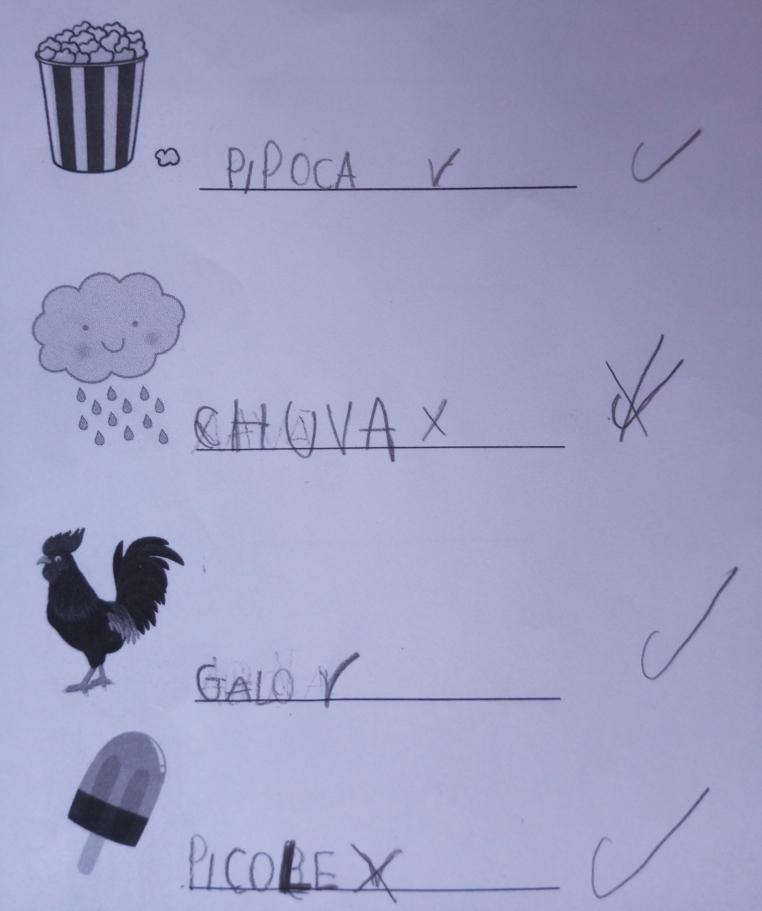 PIPOCA ✓ ✓
CHUVA X
GALO ✓ ✓
PICOLE X ✓